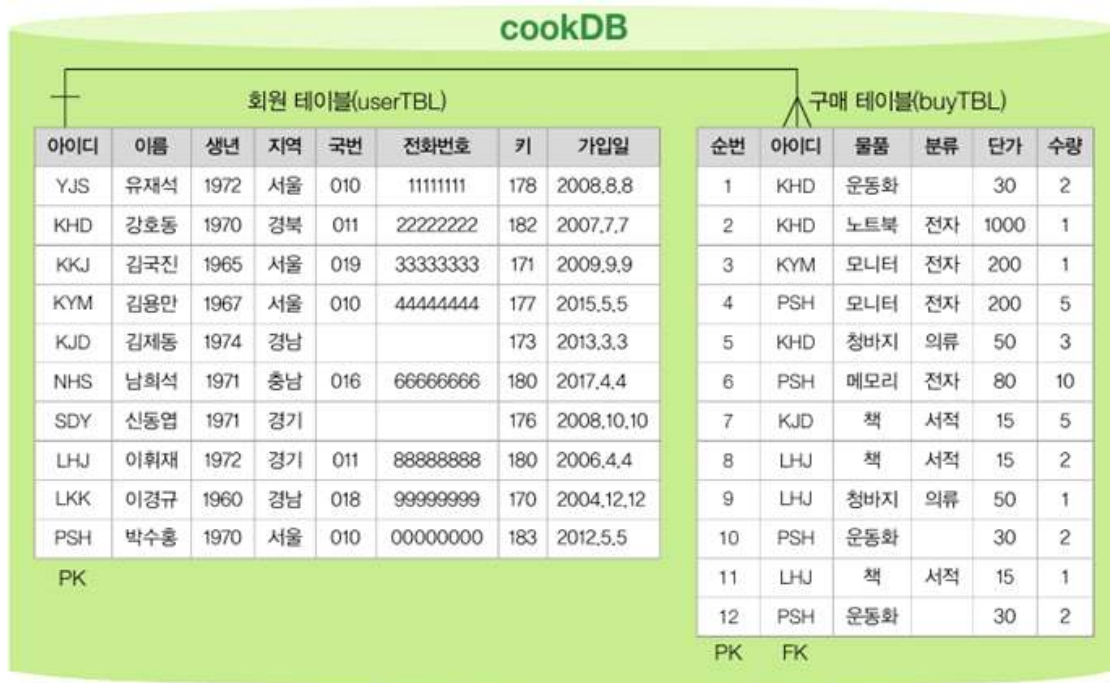 cookDB
회원 테이블(userTBL)
아이디 이름 생년 지역 국번 전화번호 키 가입일
YJS 유재석 1972 서울 010 11111111 178 2008.8.8
KHD 강호동 1970 경북 011 22222222 182 2007.7.7
KKJ 김국진 1965 서울 019 33333333 171 2009.9.9
KYM 김용만 1967 서울 010 44444444 177 2015.5.5
KJD 김제동 1974 경남 173 2013.3.3
NHS 남희석 1971 충남 016 66666666 180 2017.4.4
SDY 신동엽 1971 경기 176 2008.10.10
LHJ 이휘재 1972 경기 011 88888888 180 2006.4.4
LKK 이경규 1960 경남 018 99999999 170 2004.12.12
PSH 박수홍 1970 서울 010 00000000 183 2012.5.5
PK
구매 테이블(buyTBL)
순번 아이디 물품 분류 단가 수량
1 KHD 운동화 30 2
2 KHD 노트북 전자 1000 1
3 KYM 모니터 전자 200 1
4 PSH 모니터 전자 200 5
5 KHD 청바지 의류 50 3
6 PSH 메모리 전자 80 10
7 KJD 책 서적 15 5
8 LHJ 책 서적 15 2
9 LHJ 청바지 의류 50 1
10 PSH 운동화 30 2
11 LHJ 책 서적 15 1
12 PSH 운동화 30 2
PK FK